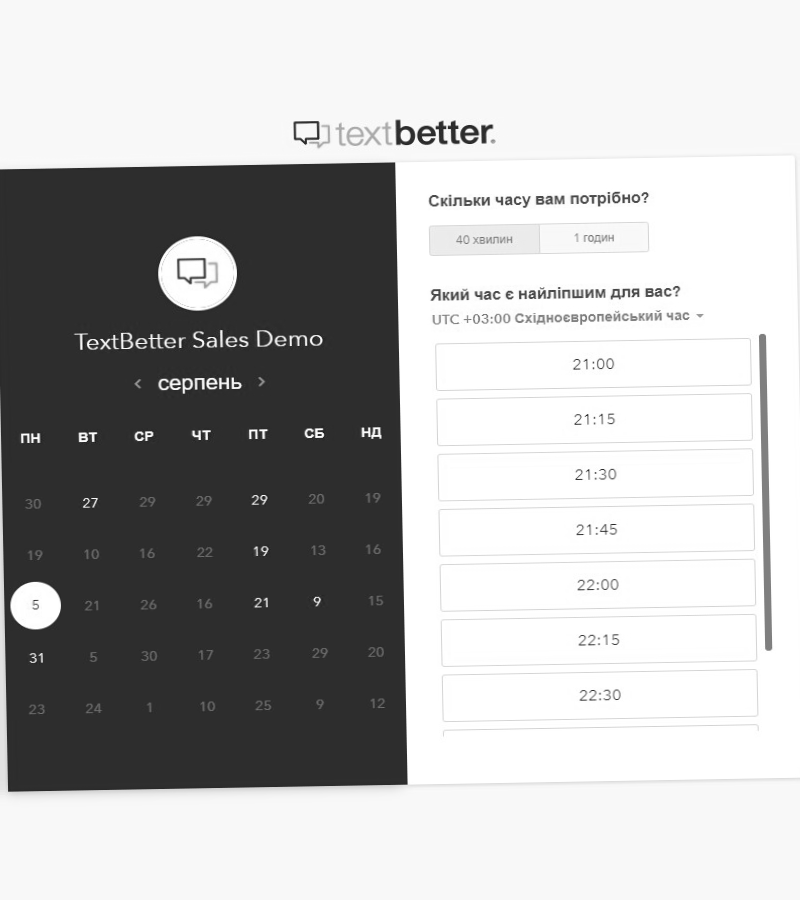 textbetter.
TextBetter Sales Demo
серпень
ПН ВТ СР ЧТ ПТ СБ НД
30 27 29 29 29 20 19
19 10 16 22 19 13 16
5 21 26 16 21 9 15
31 5 30 17 23 29 20
23 24 1 10 25 9 12
Скільки часу вам потрібно?
40 хвилин 1 годин
Який час є найліпшим для вас?
UTC +03:00 Східноєвропейський час
21:00
21:15
21:30
21:45
22:00
22:15
22:30